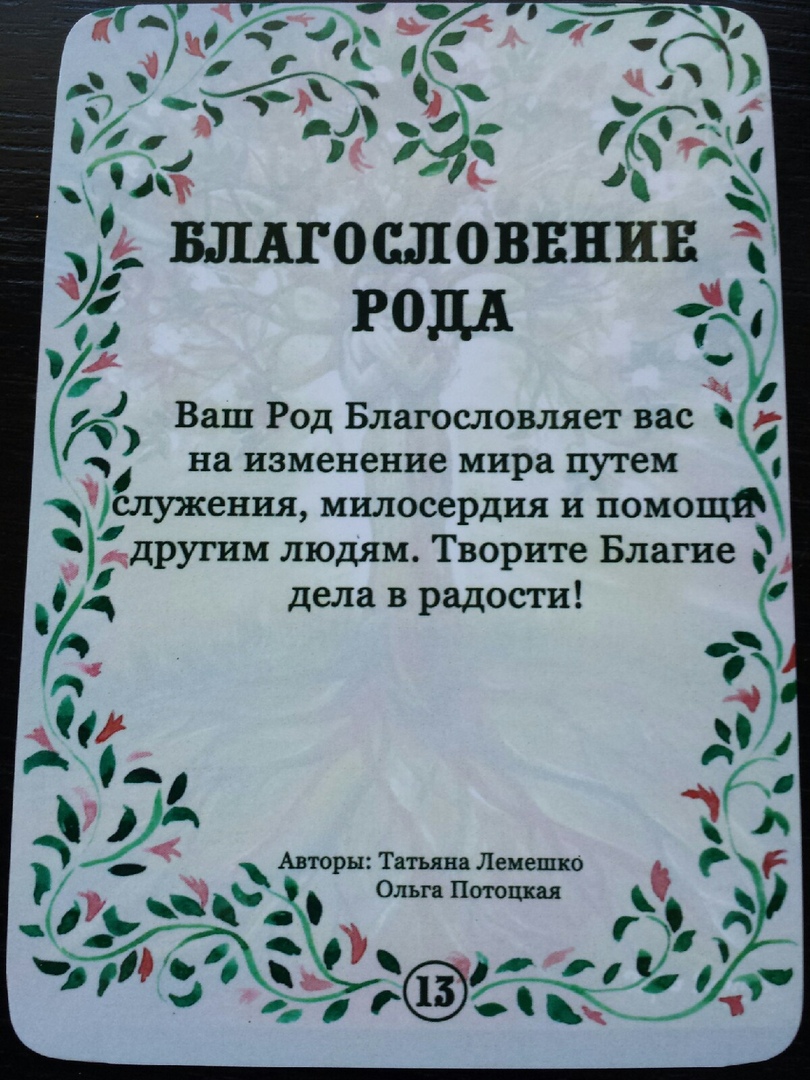 БЛАГОСЛОВЕНИЕ
РОДА
Ваш Род Благословляет вас
на изменение мира путем
служения, милосердия и помощи
другим людям. Творите Благие
дела в радости!
Авторы: Татьяна Лемешко
Ольга Потоцкая
13